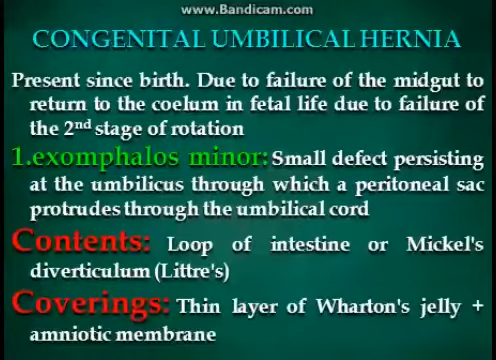 www.Bandicam.com
CONGENITAL UMBILICAL HERNIA
Present since birth. Due to failure of the midgut to
return to the coelum in fetal life due to failure of
the 2nd stage of rotation
1.exomphalos minor: Small defect persisting
at the umbilicus through which a peritoneal sac
protrudes through the umbilical cord
Contents: Loop of intestine or Mickel's
diverticulum (Littre's)
Coverings: Thin layer of Wharton's jelly +
amniotic membrane